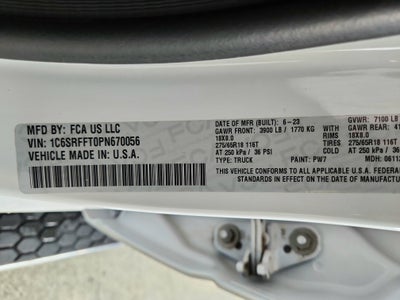 MFD BY: FCA US LLC
DATE OF MFR (BUILT): 6-23
GVWR: 7100 LB
VIN: 1C6SRFFT0PN670056
GAWR FRONT: 3900 LB / 1770 KG
WITH
GAWR REAR:
18X8.0
RIMS 18X8.0
275/65R18 116T
TIRES 275/65R18 116T
VEHICLE MADE IN U.S.A.
AT 250 kPa / 36 PSI
COLD AT 250 kPa / 36
TYPE: TRUCK
PAINT: PW7
MDH:
THIS VEHICLE CONFORMS TO ALL APPLICABLE U.S.A. FEDERAL
STANDARDS IN EFFECT ON THE DATE OF